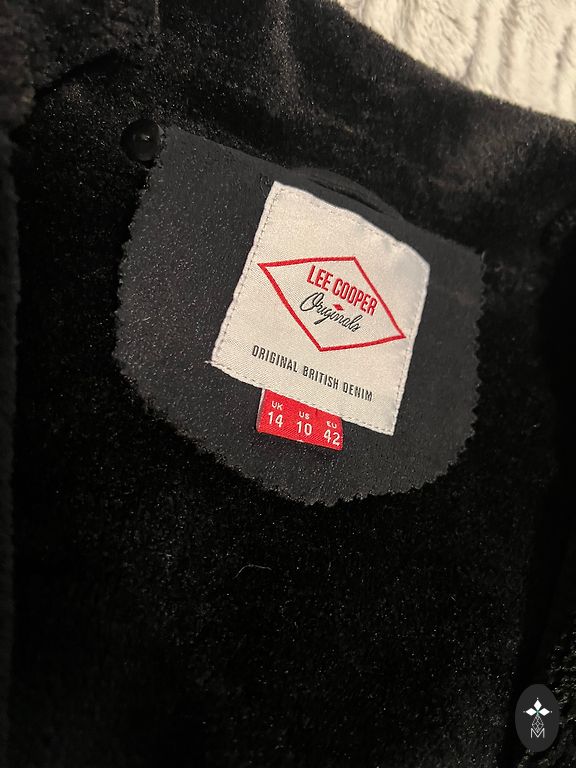 LEE COOPER
Originals
ORIGINAL BRITISH DENIM
UK US EU
14 10 42
M